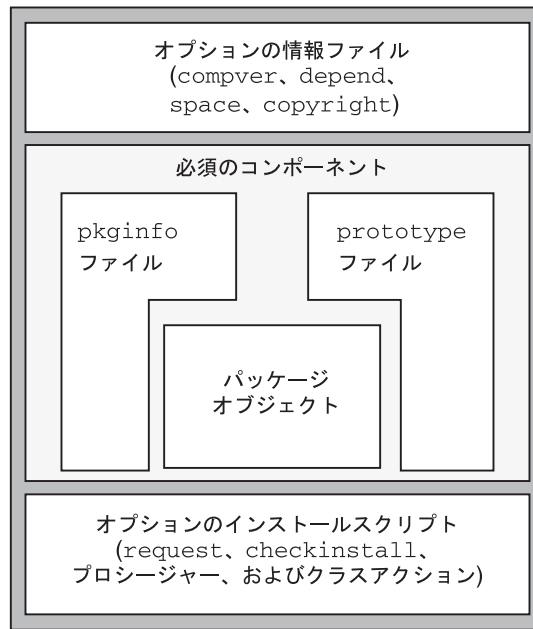 オプションの情報ファイル
(compver、depend、
space、copyright)
必須のコンポーネント
pkginfo
ファイル
prototype
ファイル
パッケージ
オブジェクト
オプションのインストールスクリプト
(request、checkinstall、
プロシージャー、およびクラスアクション)